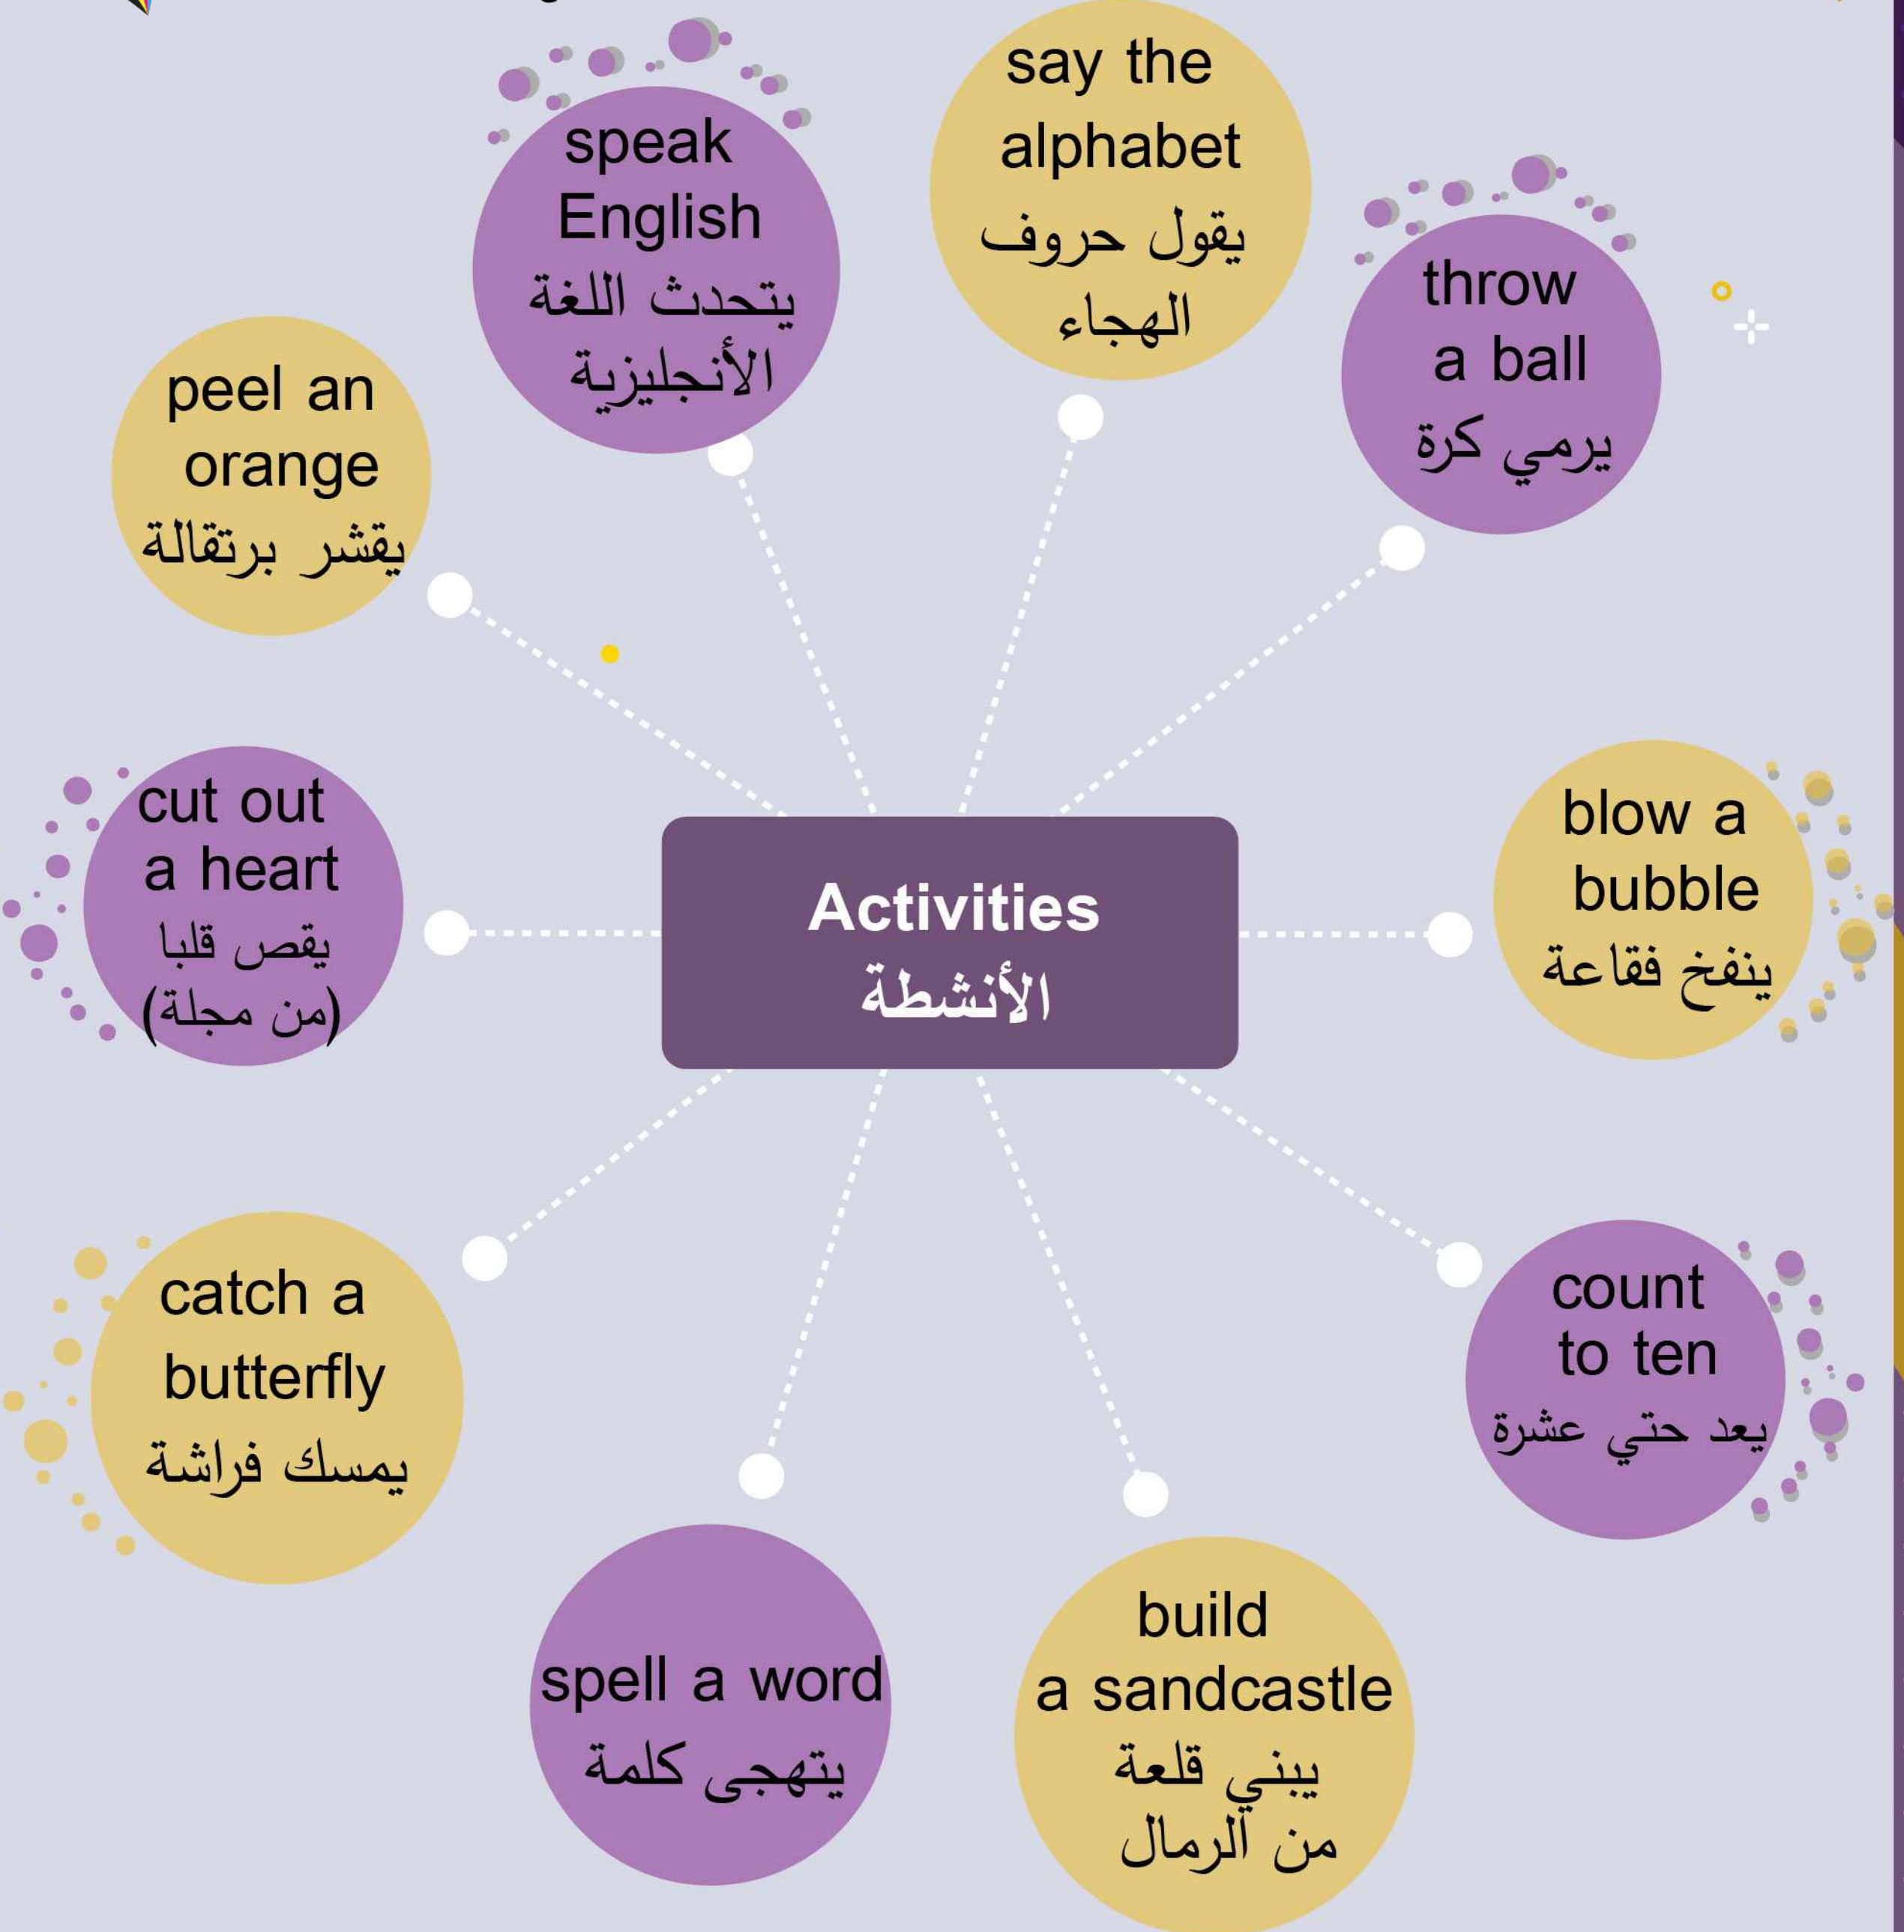 speak
English
يتحدث اللغة
الأنجليزية
say the
alphabet
يقول حروف
الهجاء
throw
a ball
يرمي كرة
peel an
orange
يقشر برتقالة
cut out
a heart
يقص قلبا
(من مجلة)
Activities
الأنشطة
blow a
bubble
ينفخ فقاعة
catch a
butterfly
يمسك فراشة
count
to ten
يعد حتي عشرة
spell a word
يتهجى كلمة
build
a sandcastle
يبني قلعة
من الرمال